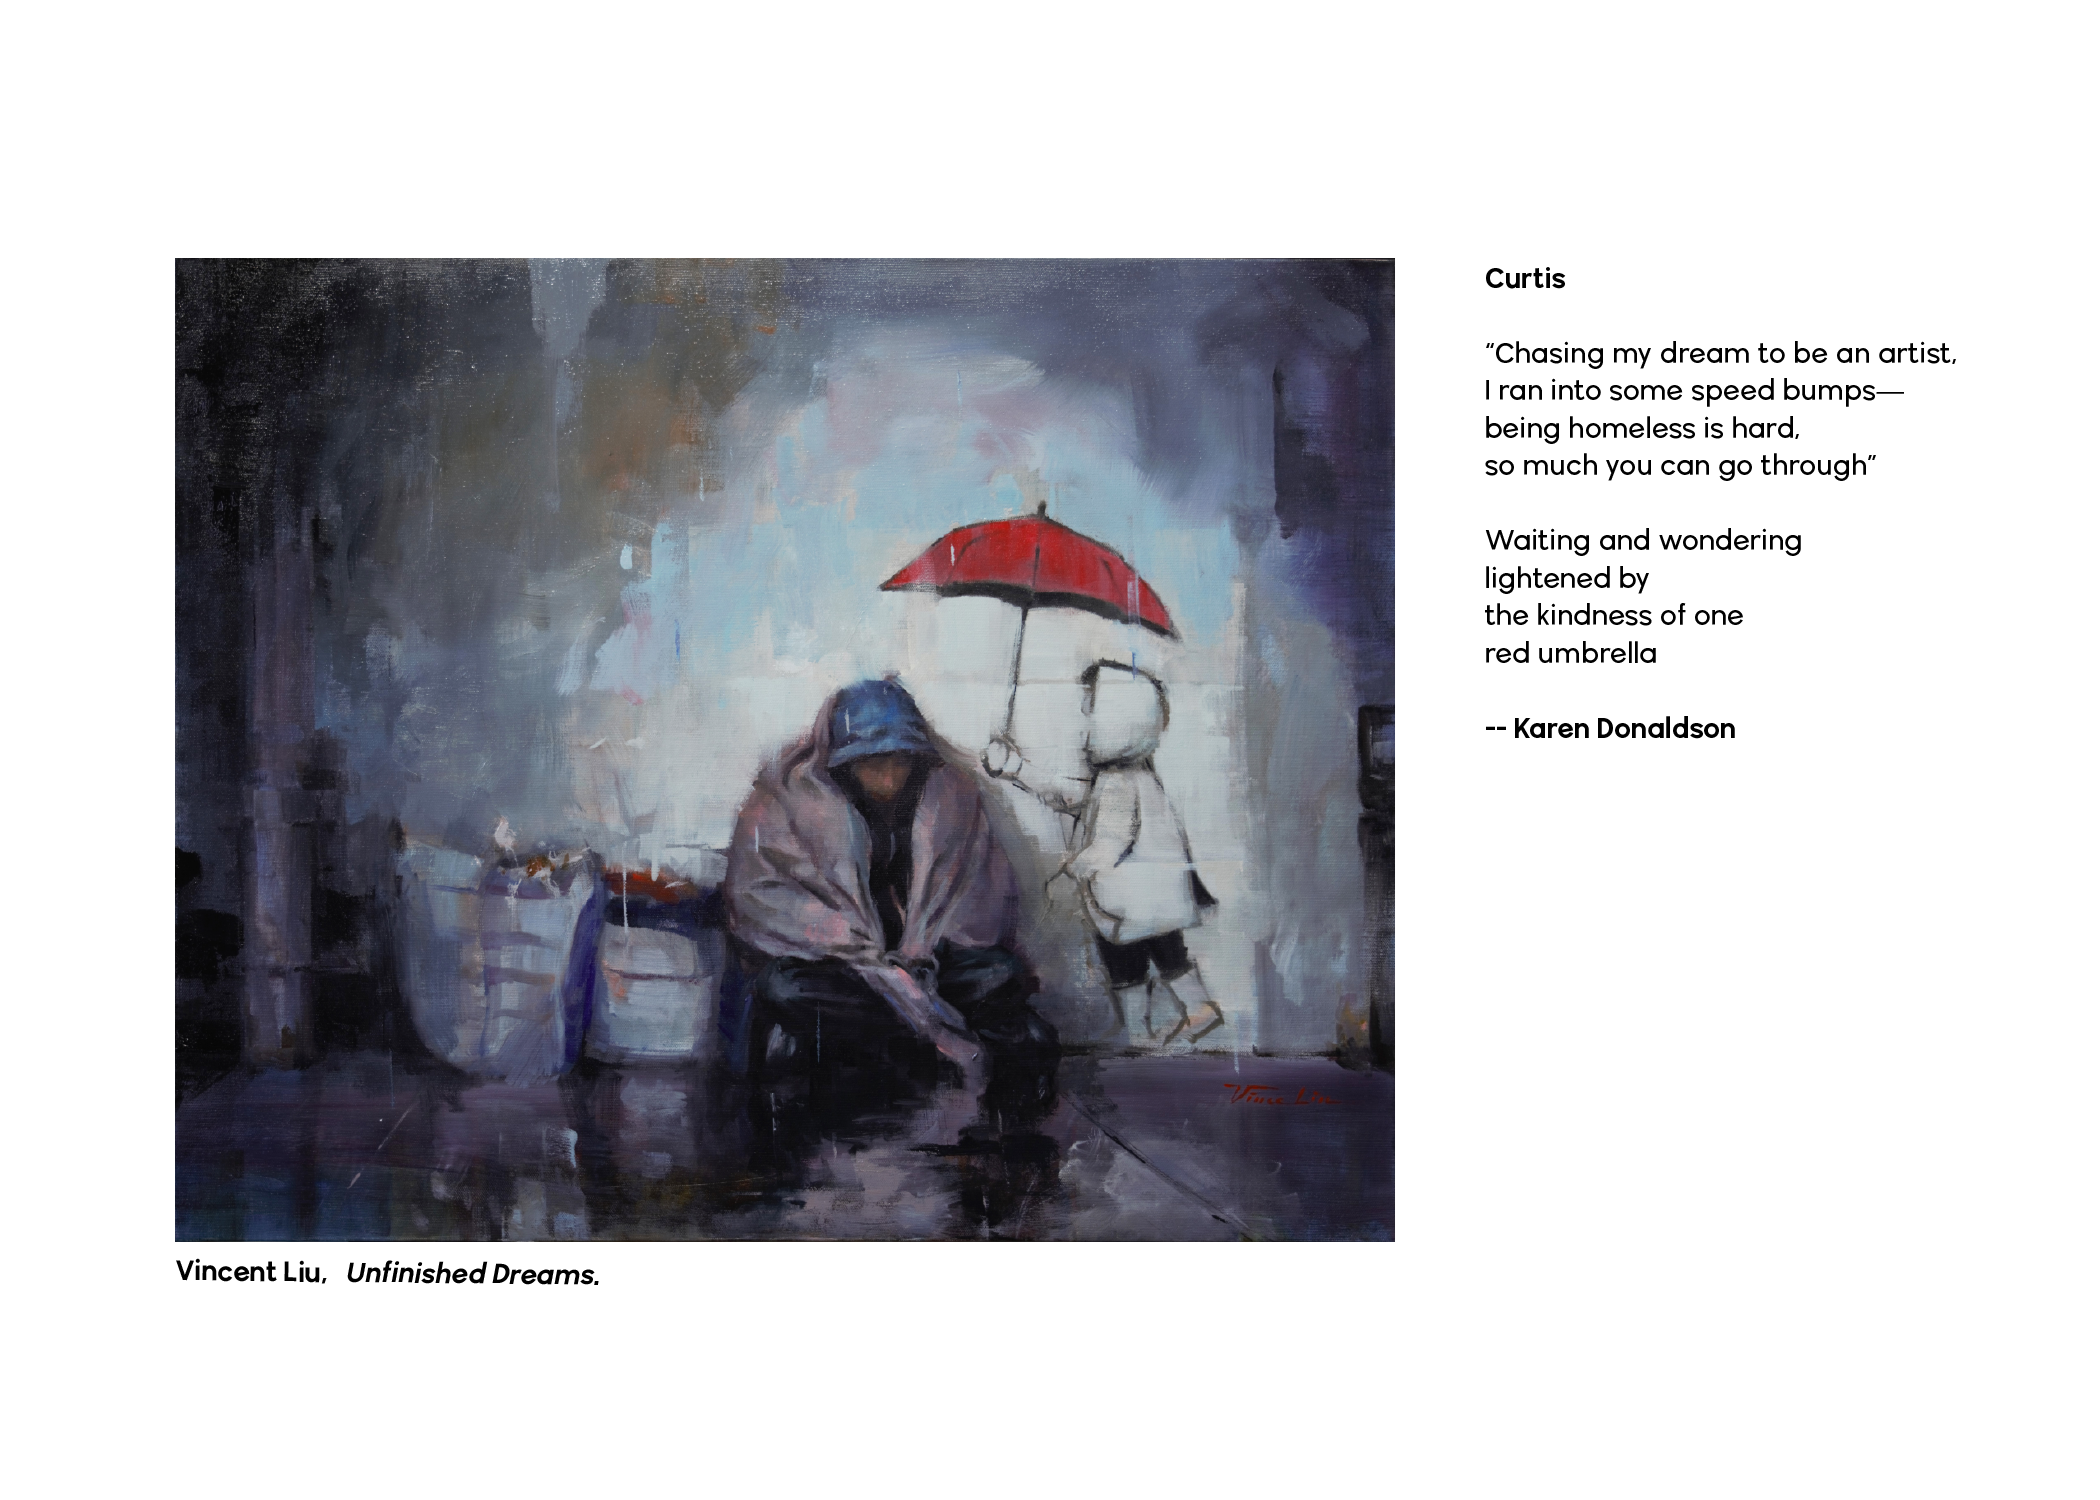 Curtis
“Chasing my dream to be an artist,
I ran into some speed bumps—
being homeless is hard,
so much you can go through”
Waiting and wondering
lightened by
the kindness of one
red umbrella
-- Karen Donaldson
Vince Liu
Vincent Liu, Unfinished Dreams.